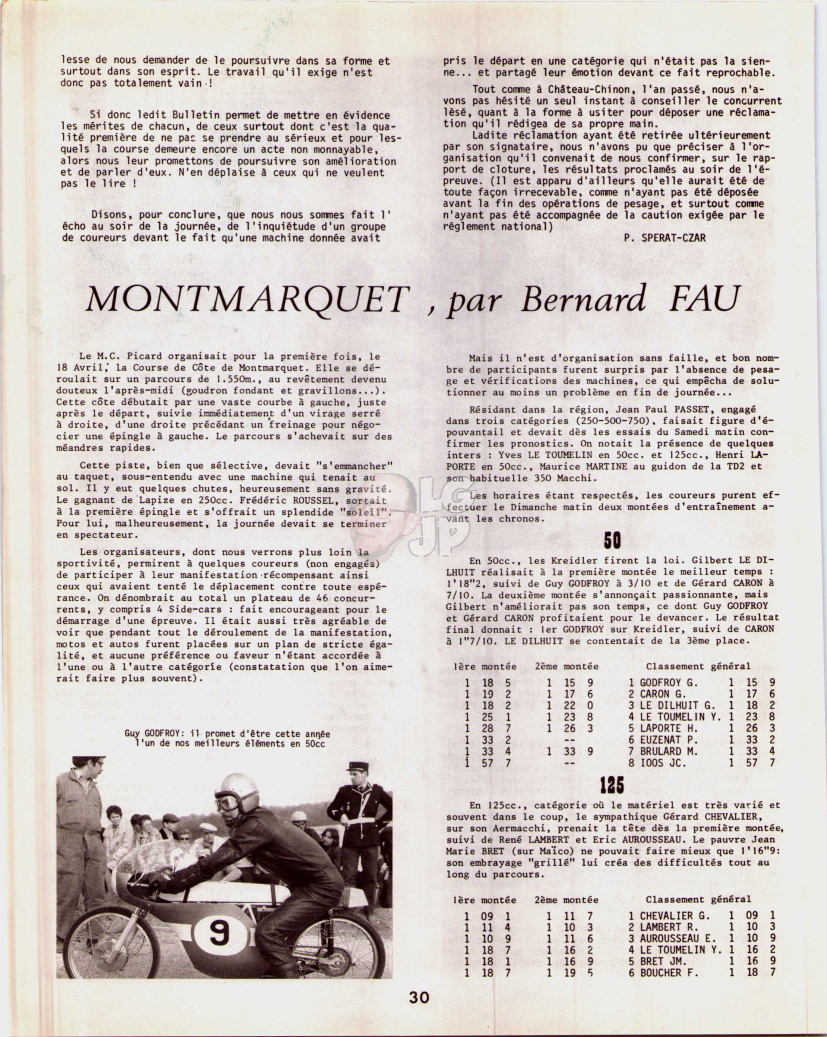 lesse de nous demander de le poursuivre dans sa forme et
surtout dans son esprit. Le travail qu'il exige n'est
donc pas totalement vain !
Si donc ledit Bulletin permet de mettre en évidence
les mérites de chacun, de ceux surtout dont c'est la qua-
lité première de ne pac se prendre au sérieux et pour les-
quels la course demeure encore un acte non monnayable,
alors nous leur promettons de poursuivre son amélioration
et de parler d'eux. N'en déplaise à ceux qui ne veulent
pas le lire !
Disons, pour conclure, que nous nous sommes fait l'
écho au soir de la journée, de l'inquiétude d'un groupe
de coureurs devant le fait qu'une machine donnée avait
pris le départ en une catégorie qui n'était pas la sien-
ne... et partagé leur émotion devant ce fait reprochable.
Tout comme à Château-Chinon, l'an passé, nous n'a-
vons pas hésité un seul instant à conseiller le concurrent
lèsé, quant à la forme à usiter pour déposer une réclama-
tion qu'il rédigea de sa propre main.
Ladite réclamation ayant été retirée ultérieurement
par son signataire, nous n'avons pu que préciser à l'or-
ganisation qu'il convenait de nous confirmer, sur le rap-
port de cloture, les résultats proclamés au soir de l'é-
preuve. (Il est apparu d'ailleurs qu'elle aurait été de
toute façon irrecevable, comme n'ayant pas été déposée
avant la fin des opérations de pesage, et surtout comme
n'ayant pas été accompagnée de la caution exigée par le
réglement national)
P. SPERAT-CZAR
MONTMARQUET , par Bernard FAU
Le M.C. Picard organisait pour la première fois, le
18 Avril, La Course de Côte de Montmarquet. Elle se dé-
roulait sur un parcours de 1.550m., au revêtement devenu
douteux l'après-midi (goudron fondant et gravillons...).
Cette côte débutait par une vaste courbe à gauche, juste
après le départ, suivie immédiatement d'un virage serré
à droite, d'une droite précédant un freinage pour négo-
cier une épingle à gauche. Le parcours s'achevait sur des
méandres rapides.
Cette piste, bien que sélective, devait "s'emmancher"
au taquet, sous-entendu avec une machine qui tenait au
sol. Il y eut quelques chutes, heureusement sans gravité.
Le gagnant de Lapize en 250cc. Frédéric ROUSSEL, sortait
à la première épingle et s'offrait un splendide "soleil".
Pour lui, malheureusement, la journée devait se terminer
en spectateur.
Les organisateurs, dont nous verrons plus loin la
sportivité, permirent à quelques coureurs (non engagés)
de participer à leur manifestation récompensant ainsi
ceux qui avaient tenté le déplacement contre toute espé-
rance. On dénombrait au total un plateau de 46 concur-
rents, y compris 4 Side-cars : fait encourageant pour le
démarrage d'une épreuve. Il était aussi très agréable de
voir que pendant tout le déroulement de la manifestation,
motos et autos furent placées sur un plan de stricte éga-
lité, et aucune préférence ou faveur n'étant accordée à
l'une ou à l'autre catégorie (constatation que l'on aime-
rait faire plus souvent).
Guy GODFROY: il promet d'être cette année
l'un de nos meilleurs éléments en 50cc
9
Mais il n'est d'organisation sans faille, et bon nom-
bre de participants furent surpris par l'absence de pesa-
ge et vérifications des machines, ce qui empêcha de solu-
tionner au moins un problème en fin de journée...
Résidant dans la région, Jean Paul PASSET, engagé
dans trois catégories (250-500-750), faisait figure d'é-
pouvantail et devait dès les essais du Samedi matin con-
firmer les pronostics. On notait la présence de quelques
inters : Yves LE TOUMELIN en 50cc. et 125cc., Henri LA-
PORTE en 50cc., Maurice MARTINE au guidon de la TD2 et
son habituelle 350 Macchi.
Les horaires étant respectés, les coureurs purent ef-
fectuer le Dimanche matin deux montées d'entraînement a-
vant les chronos.
LG
JP
50
En 50cc., les Kreidler firent la loi. Gilbert LE DI-
LHUIT réalisait à la première montée le meilleur temps :
1'18"2, suivi de Guy GODFROY à 3/10 et de Gérard CARON à
7/10. La deuxième montée s'annonçait passionnante, mais
Gilbert n'améliorait pas son temps, ce dont Guy GODFROY
et Gérard CARON profitaient pour le devancer. Le résultat
final donnait : 1er GODFROY sur Kreidler, suivi de CARON
à 1"7/10. LE DILHUIT se contentait de la 3ème place.
1ère montée 2ème montée Classement général
1 18 5 1 15 9 1 GODFROY G. 1 15 9
1 19 2 1 17 6 2 CARON G. 1 17 6
1 18 2 1 22 0 3 LE DILHUIT G. 1 18 2
1 25 1 1 23 8 4 LE TOUMELIN Y. 1 23 8
1 28 7 1 26 3 5 LAPORTE H. 1 26 3
1 33 2 -- 6 EUZENAT P. 1 33 2
1 33 4 1 33 9 7 BRULARD M. 1 33 4
1 57 7 -- 8 IOOS JC. 1 57 7
125
En 125cc., catégorie où le matériel est très varié et
souvent dans le coup, le sympathique Gérard CHEVALIER,
sur son Aermacchi, prenait la tête dès la première montée,
suivi de René LAMBERT et Eric AUROUSSEAU. Le pauvre Jean
Marie BRET (sur Maïco) ne pouvait faire mieux que 1'16"9:
son embrayage "grillé" lui créa des difficultés tout au
long du parcours.
1ère montée 2ème montée Classement général
1 09 1 1 11 7 1 CHEVALIER G. 1 09 1
1 11 4 1 10 3 2 LAMBERT R. 1 10 3
1 10 9 1 11 6 3 AUROUSSEAU E. 1 10 9
1 18 7 1 16 2 4 LE TOUMELIN Y. 1 16 2
1 18 1 1 16 9 5 BRET JM. 1 16 9
1 18 7 1 19 5 6 BOUCHER F. 1 18 7
30